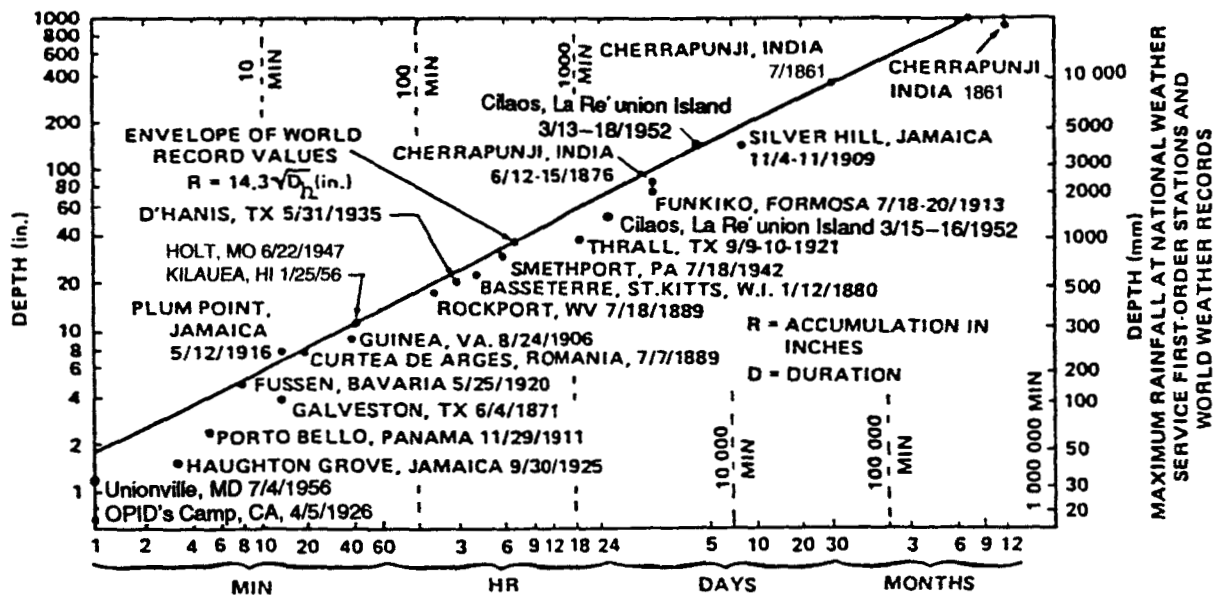 1000
800
600
400
200
100
80
60
40
20
10
8
6
4
2
1
DEPTH (in.)
10 MIN
100 MIN
1000 MIN
CHERRAPUNJI, INDIA
7/1861
CHERRAPUNJI
INDIA 1861
Cilaos, La Re´union Island
3/13–18/1952
ENVELOPE OF WORLD
RECORD VALUES
R = 14.3√D̅h̅ (in.)
CHERRAPUNJI, INDIA
6/12-15/1876
SILVER HILL, JAMAICA
11/4-11/1909
D'HANIS, TX 5/31/1935
FUNKIKO, FORMOSA 7/18-20/1913
Cilaos, La Re´union Island 3/15–16/1952
THRALL, TX 9/9-10-1921
HOLT, MO 6/22/1947
KILAUEA, HI 1/25/56
SMETHPORT, PA 7/18/1942
BASSETERRE, ST.KITTS, W.I. 1/12/1880
ROCKPORT, WV 7/18/1889
PLUM POINT,
JAMAICA
5/12/1916
GUINEA, VA. 8/24/1906
CURTEA DE ARGES, ROMANIA, 7/7/1889
R = ACCUMULATION IN
INCHES
D = DURATION
FUSSEN, BAVARIA 5/25/1920
GALVESTON, TX 6/4/1871
PORTO BELLO, PANAMA 11/29/1911
HAUGHTON GROVE, JAMAICA 9/30/1925
Unionville, MD 7/4/1956
OPID's Camp, CA, 4/5/1926
10 000 MIN
100 000 MIN
1 000 000 MIN
10 000
5000
4000
3000
2000
1000
500
300
200
100
50
30
20
DEPTH (mm)
MAXIMUM RAINFALL AT NATIONAL WEATHER
SERVICE FIRST-ORDER STATIONS AND
WORLD WEATHER RECORDS
1 2 4 6 8 10 20 40 60 3 6 9 12 18 24 5 10 20 30 3 6 12
MIN HR DAYS MONTHS